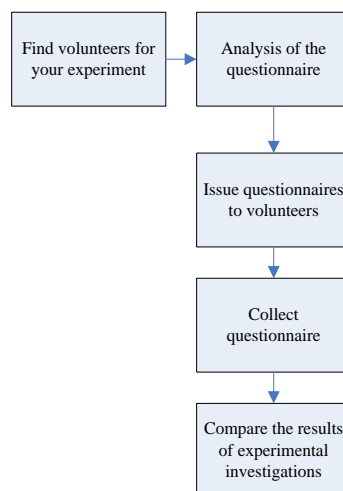 Find volunteers for
your experiment
Analysis of the
questionnaire
Issue questionnaires
to volunteers
Collect
questionnaire
Compare the results
of experimental
investigations